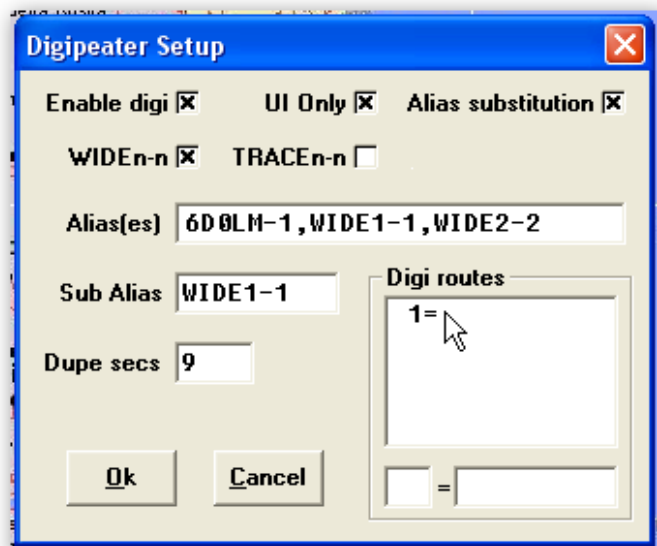 Digipeater Setup
Enable digi UI Only Alias substitution
WIDEn-n TRACEn-n
Alias(es) 6D0LM-1,WIDE1-1,WIDE2-2
Sub Alias WIDE1-1
Dupe secs 9
Digi routes
1=
=
Ok Cancel